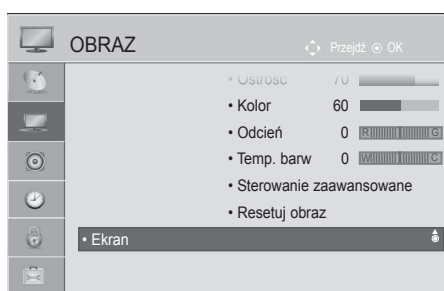 OBRAZ Przejdź OK
• Ostrość 70
• Kolor 60
• Odcień 0 R G
• Temp. barw 0 W C
• Sterowanie zaawansowane
• Resetuj obraz
• Ekran